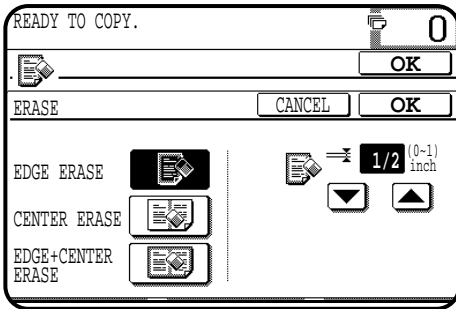 READY TO COPY.
0
OK
ERASE
CANCEL
OK
EDGE ERASE
1/2
(0~1)
inch
CENTER ERASE
EDGE+CENTER
ERASE